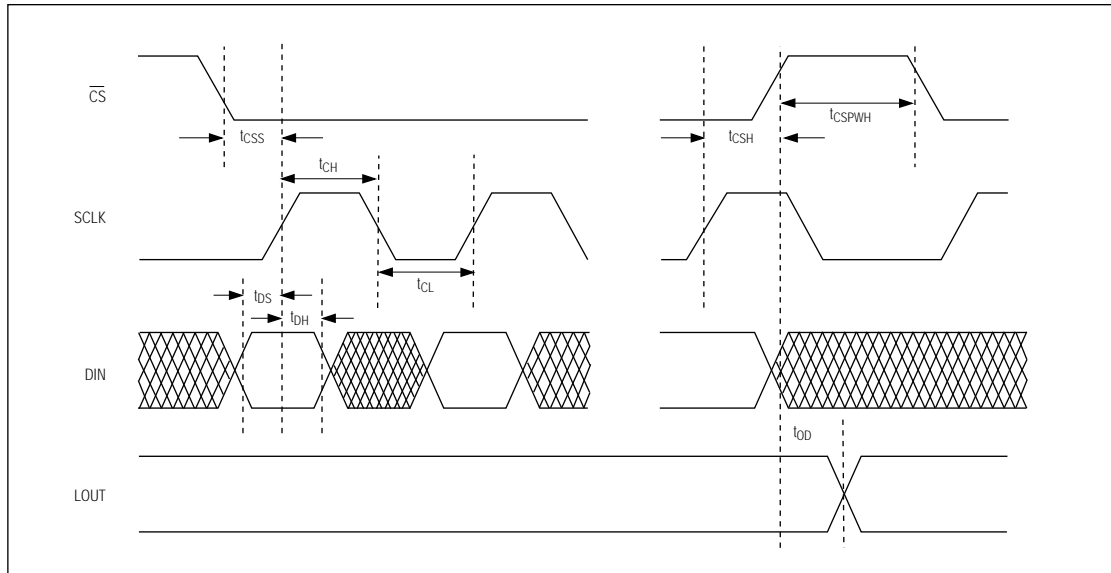 CS
tCSS
tCSH
tCSPWH
tCH
SCLK
tCL
tDS
tDH
DIN
tOD
LOUT